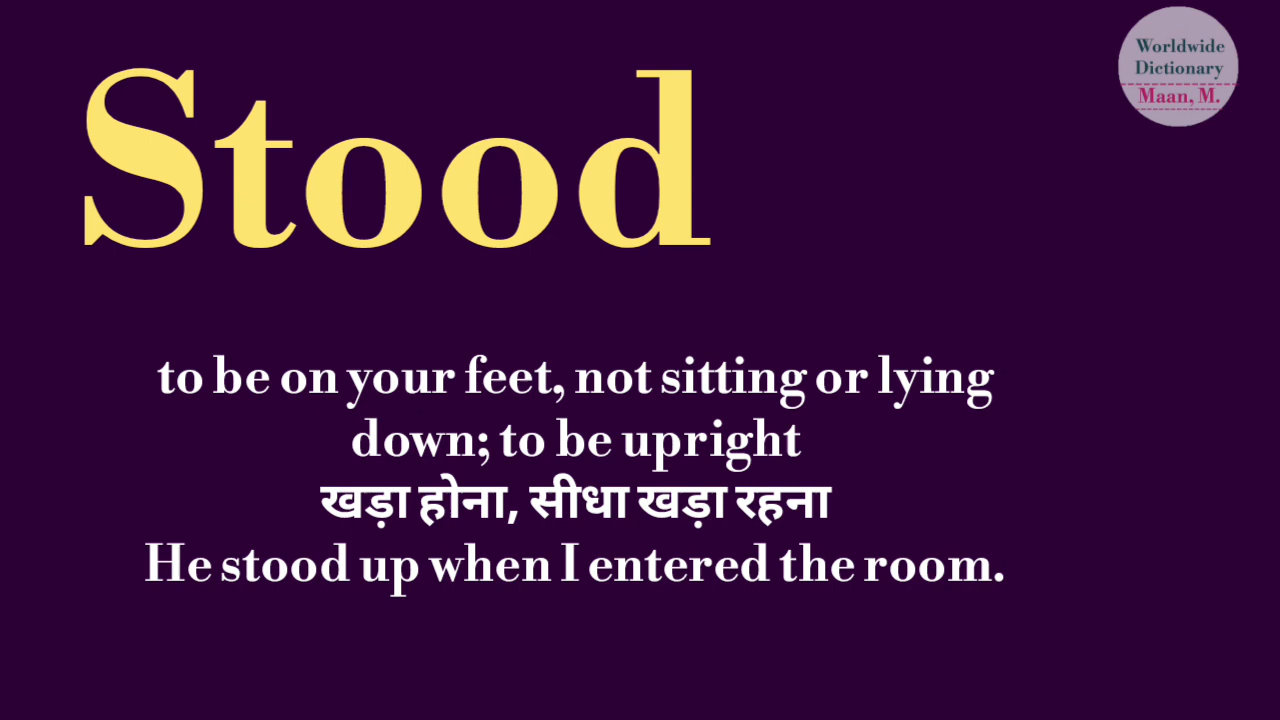 Worldwide
Dictionary
Maan, M.
Stood
to be on your feet, not sitting or lying
down; to be upright
खड़ा होना, सीधा खड़ा रहना
He stood up when I entered the room.